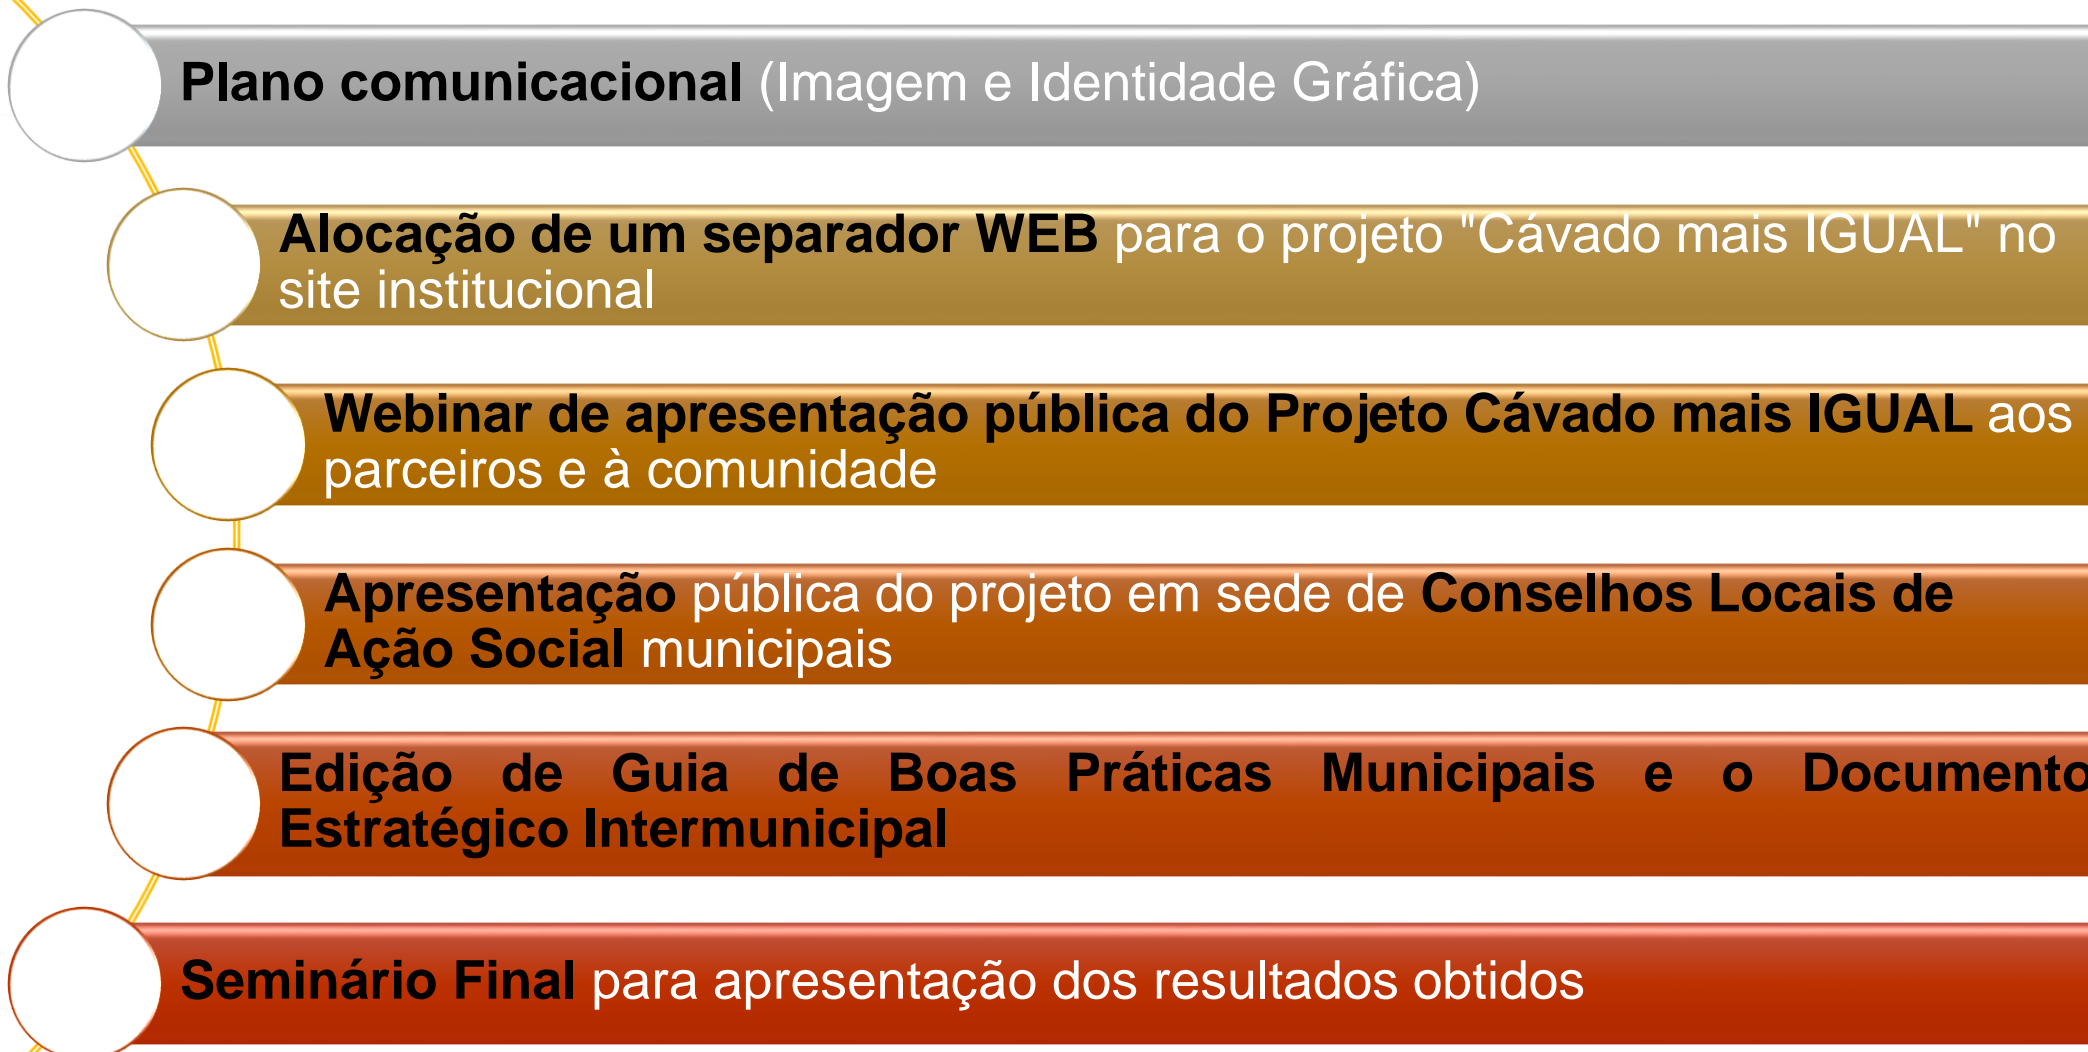 Plano comunicacional (Imagem e Identidade Gráfica)
Alocação de um separador WEB para o projeto "Cávado mais IGUAL" no
site institucional
Webinar de apresentação pública do Projeto Cávado mais IGUAL aos
parceiros e à comunidade
Apresentação pública do projeto em sede de Conselhos Locais de
Ação Social municipais
Edição de Guia de Boas Práticas Municipais e o Documento
Estratégico Intermunicipal
Seminário Final para apresentação dos resultados obtidos